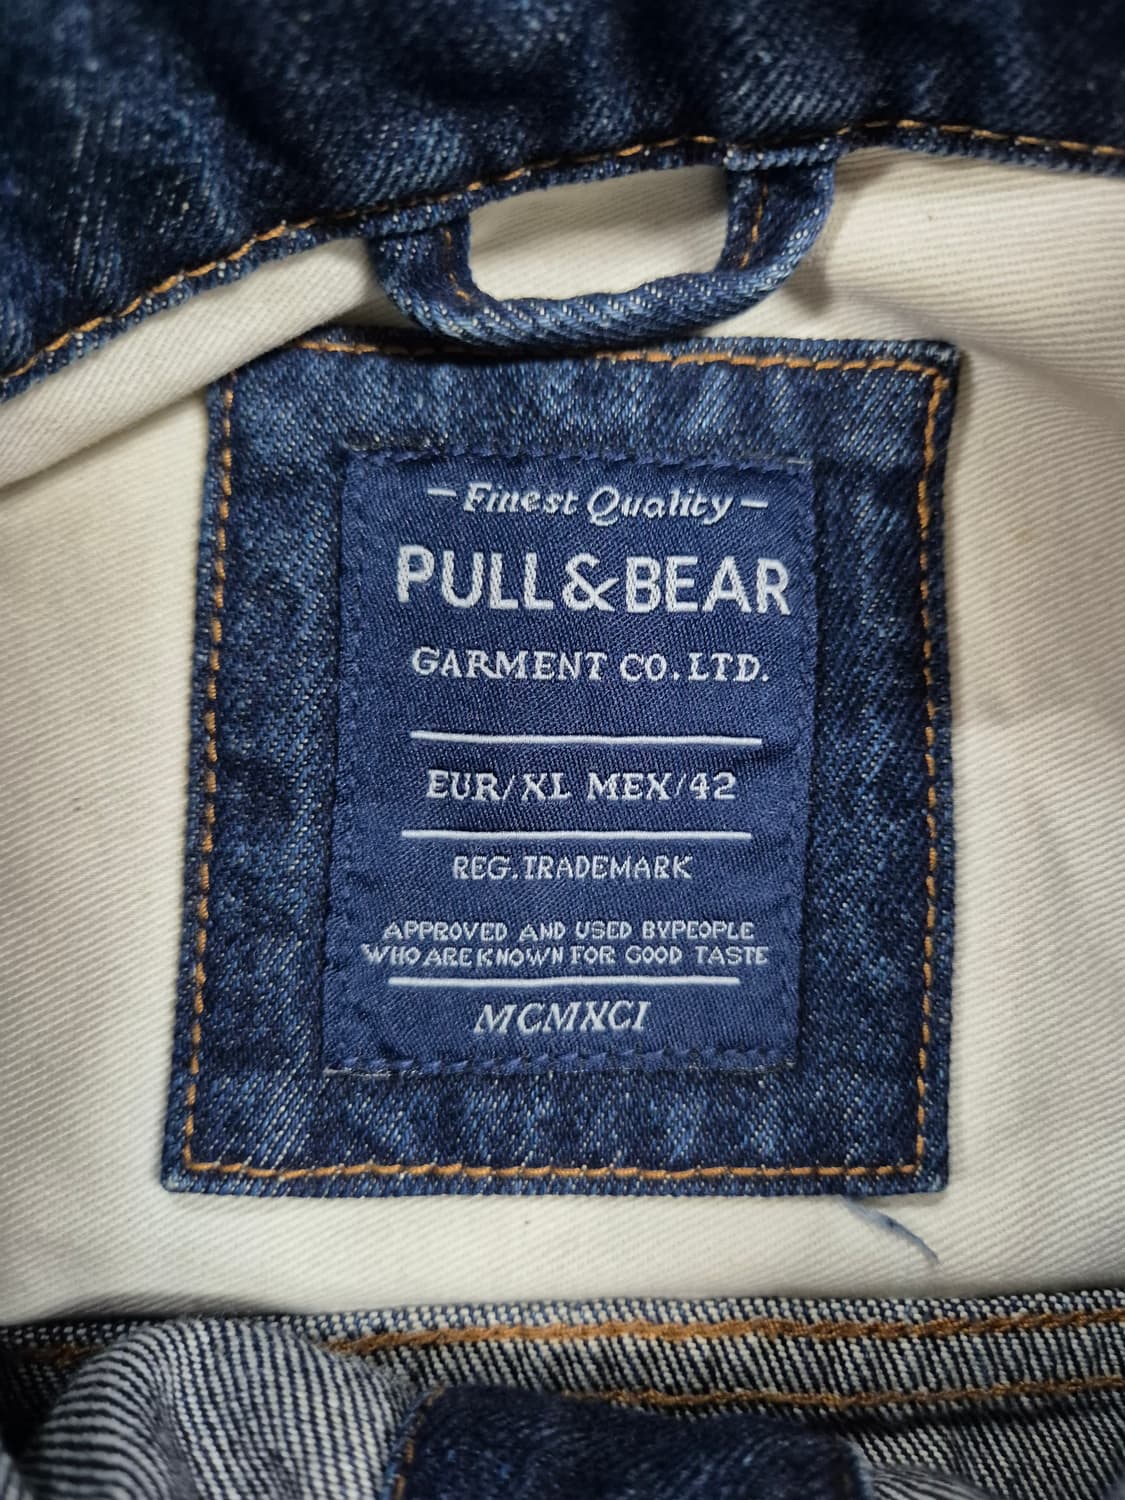 – Finest Quality –
PULL&BEAR
GARMENT CO.LTD.
EUR/XL MEX/42
REG.TRADEMARK
APPROVED AND USED BYPEOPLE
WHO ARE KNOWN FOR GOOD TASTE
MCMXCI